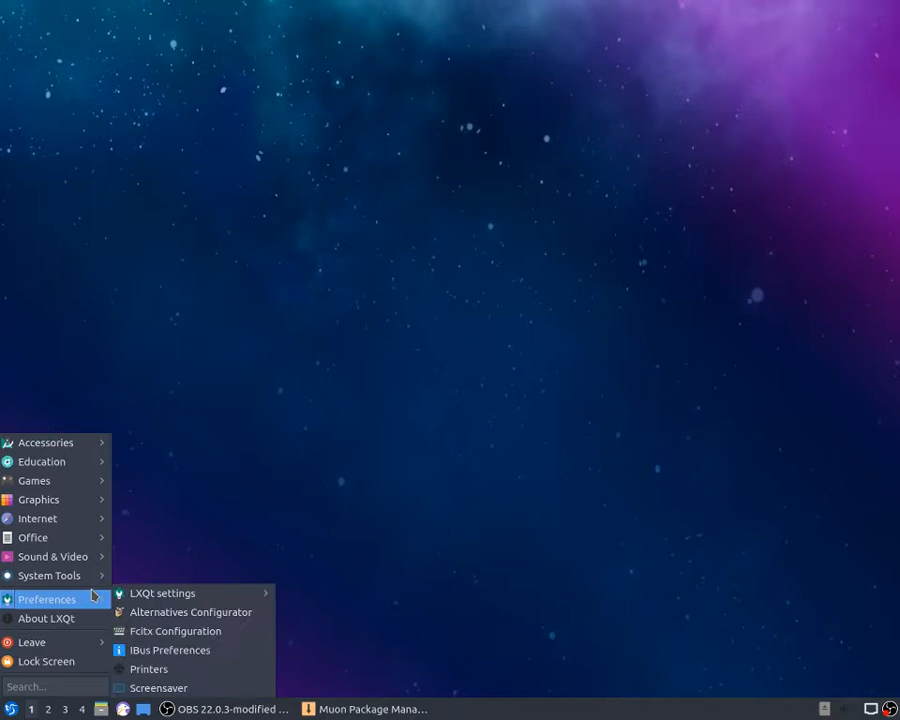 Accessories
Education
Games
Graphics
Internet
Office
Sound & Video
System Tools
Preferences
About LXQt
Leave
Lock Screen
Search...
LXQt settings
Alternatives Configurator
Fcitx Configuration
IBus Preferences
Printers
Screensaver
1 2 3 4 OBS 22.0.3-modified ... Muon Package Mana...